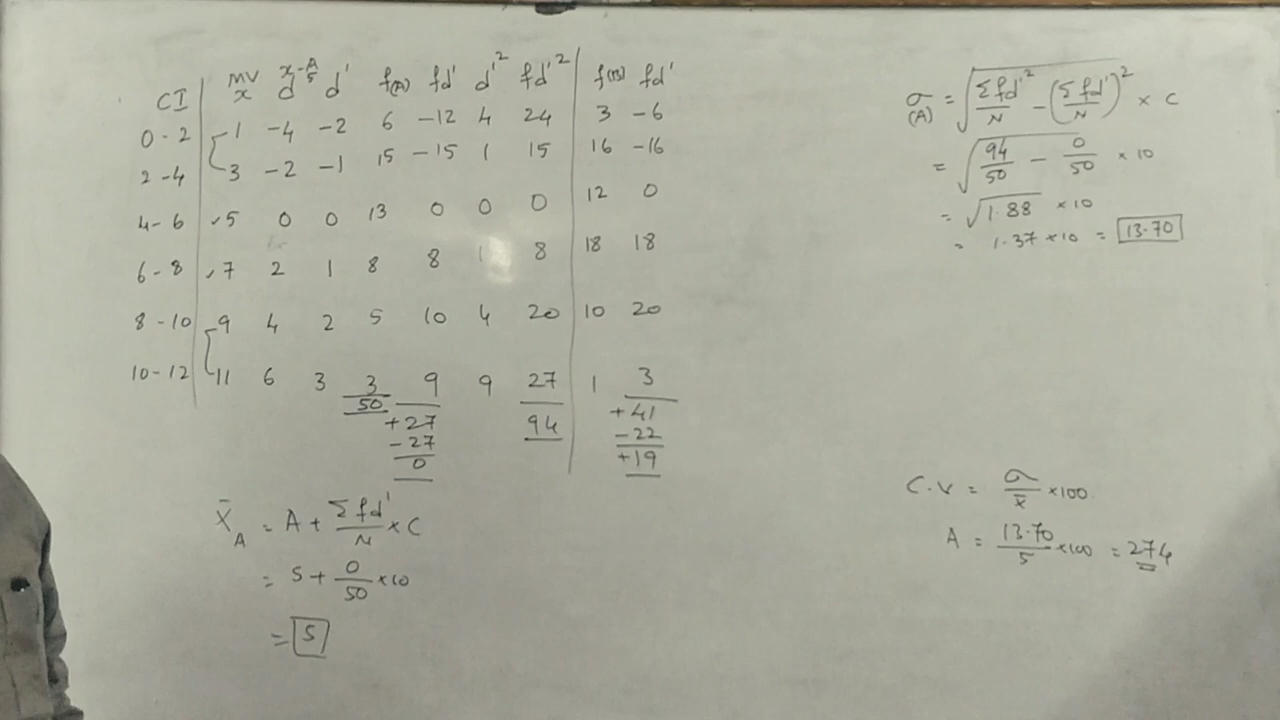 CI MV x x-A/5 d d' f(A) fd' d'² fd'² f(B) fd'
0-2 1 -4 -2 6 -12 4 24 3 -6
2-4 3 -2 -1 15 -15 1 15 16 -16
4-6 5 0 0 13 0 0 0 12 0
6-8 7 2 1 8 8 1 8 18 18
8-10 9 4 2 5 10 4 20 10 20
10-12 11 6 3 3 9 9 27 1 3
50 +27 94 +41
-27 -22
0 +19
X̄A = A + Σfd'/N × C
= 5 + 0/50 × 10
= 5
σ(A) = √(Σfd'²/N - (Σfd'/N)²) × C
= √(94/50 - 0/50) × 10
= √1.88 × 10
= 1.37 × 10 = 13.70
C.V = σ/x̄ × 100
A = 13.70/5 × 100 = 274